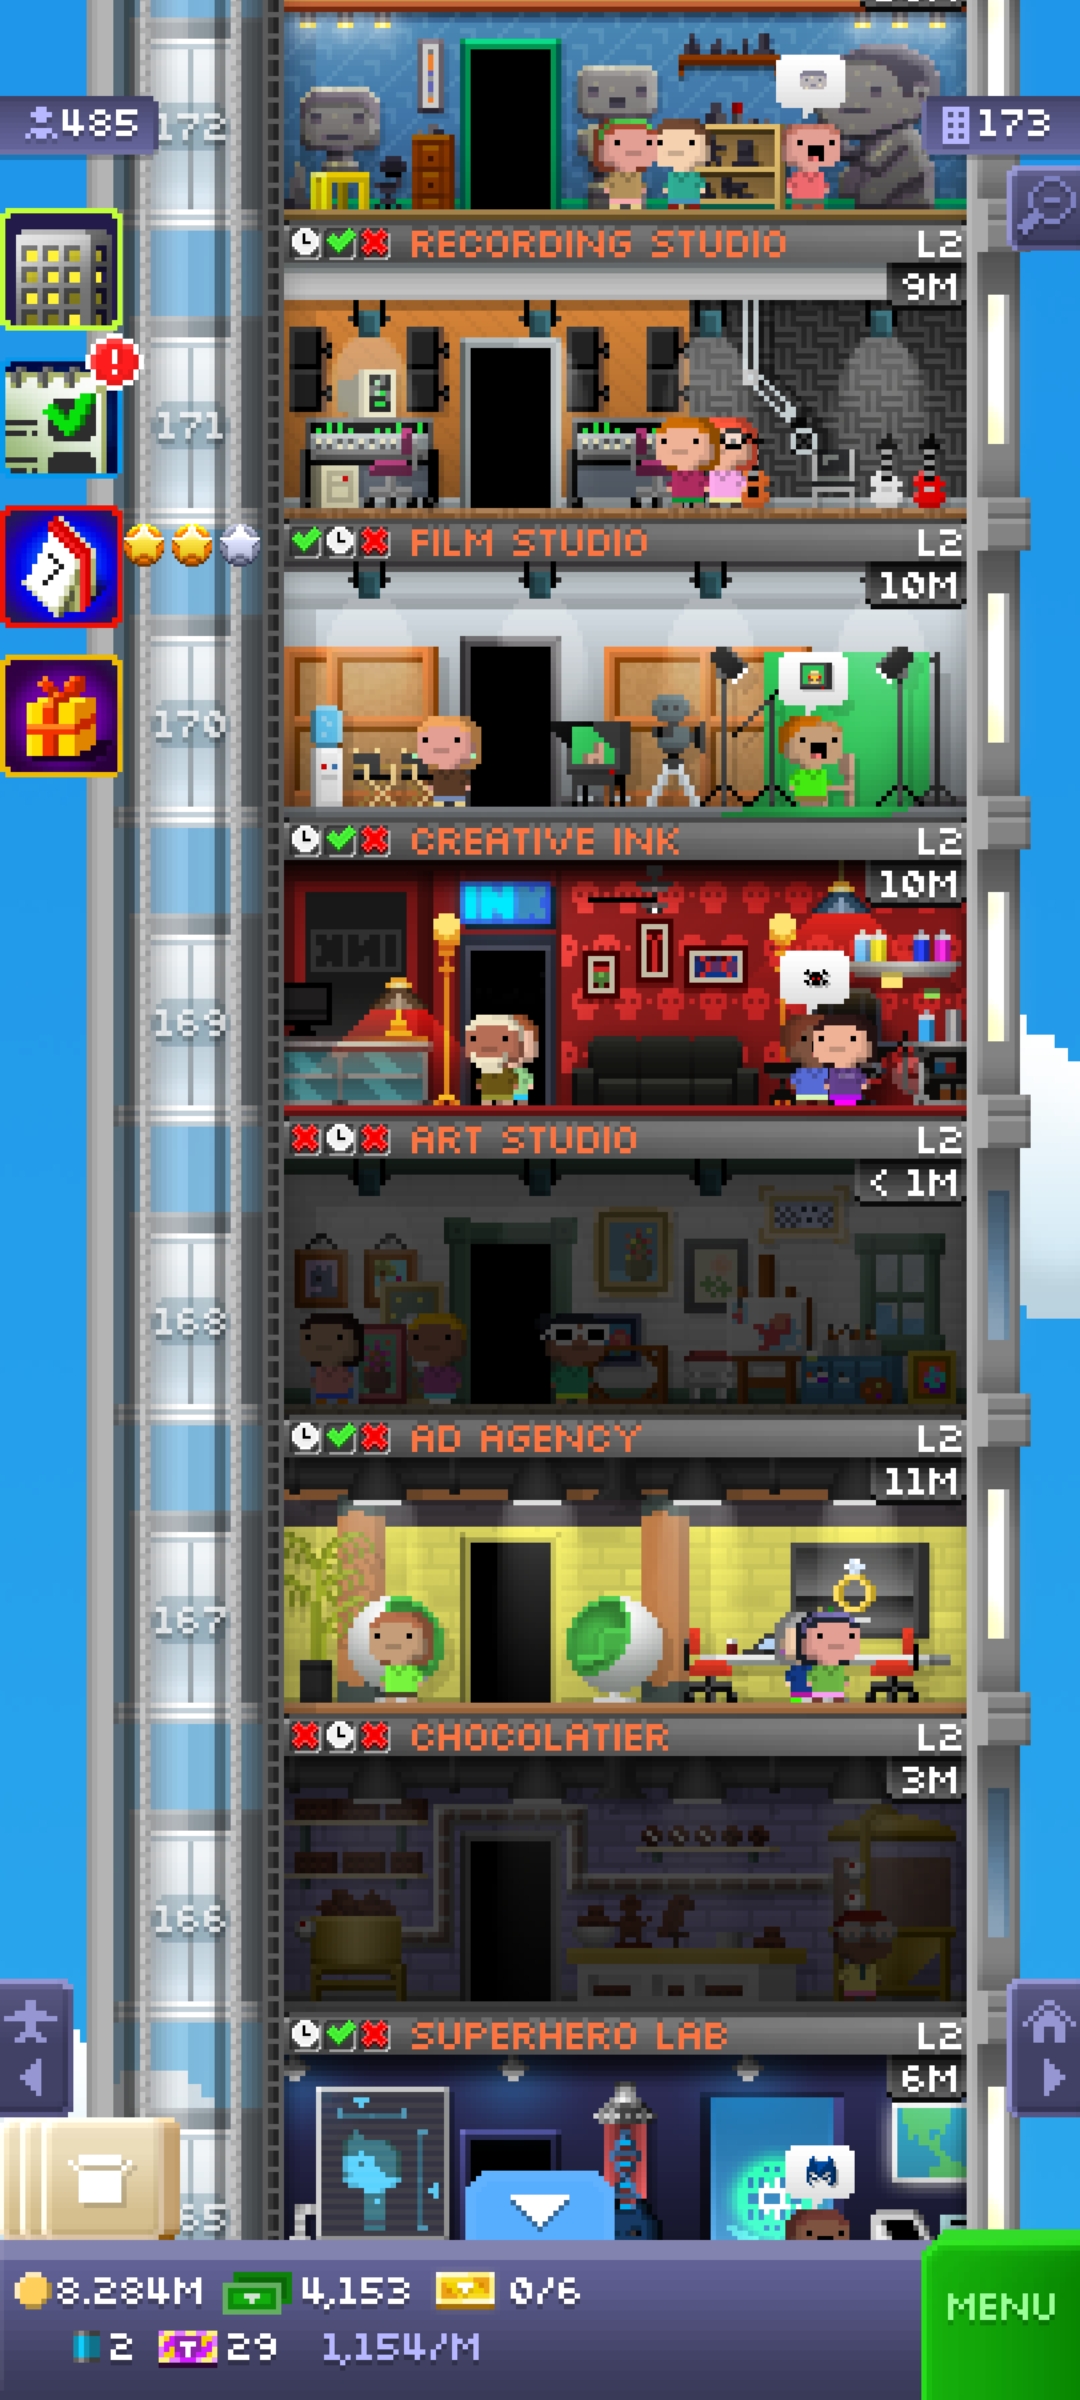 485
172
173
RECORDING STUDIO L2
9M
171
FILM STUDIO L2
10M
170
CREATIVE INK L2
10M
INK
169
ART STUDIO L2
< 1M
168
AD AGENCY L2
11M
167
CHOCOLATIER L2
3M
166
SUPERHERO LAB L2
6M
8.284M 4,153 0/6
MENU
2 29 1,154/M